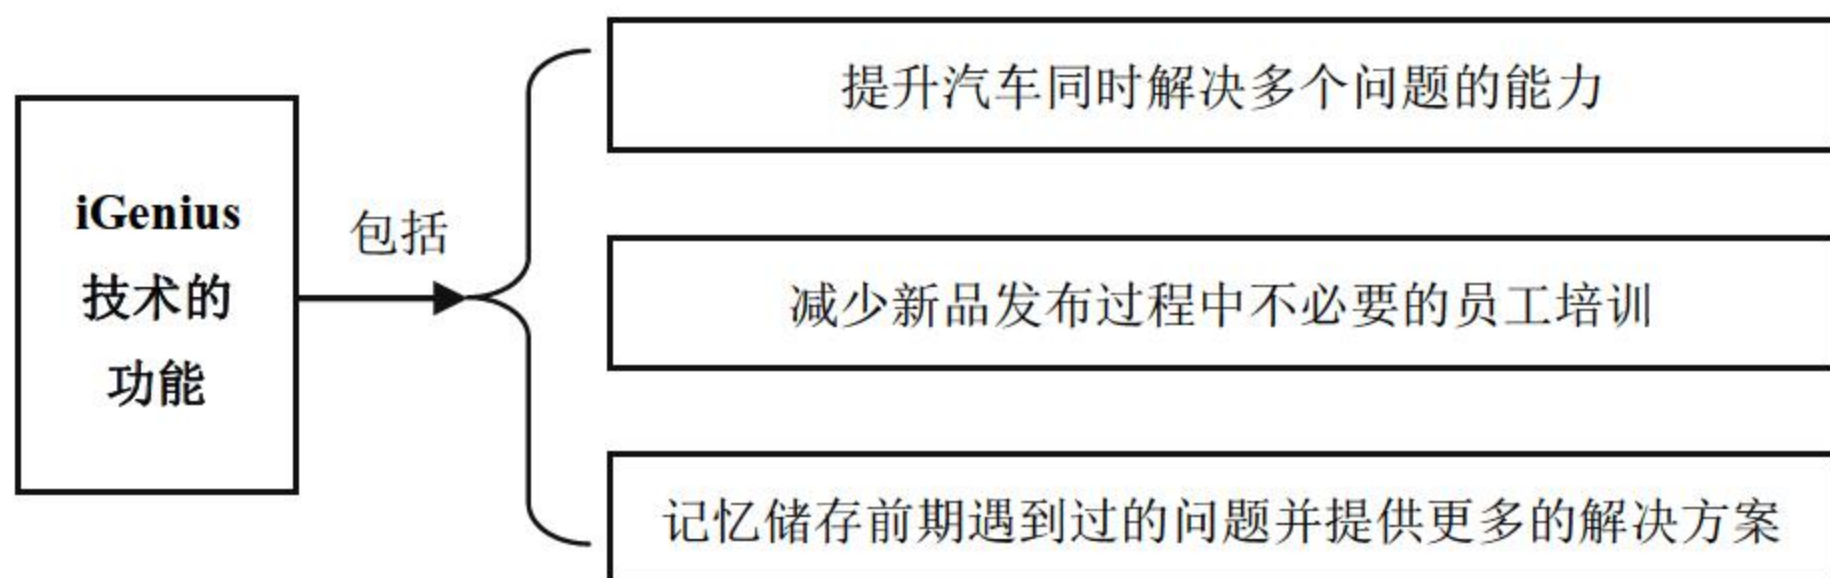 提升汽车同时解决多个问题的能力
iGenius
技术的
功能
包括
减少新品发布过程中不必要的员工培训
记忆储存前期遇到过的问题并提供更多的解决方案